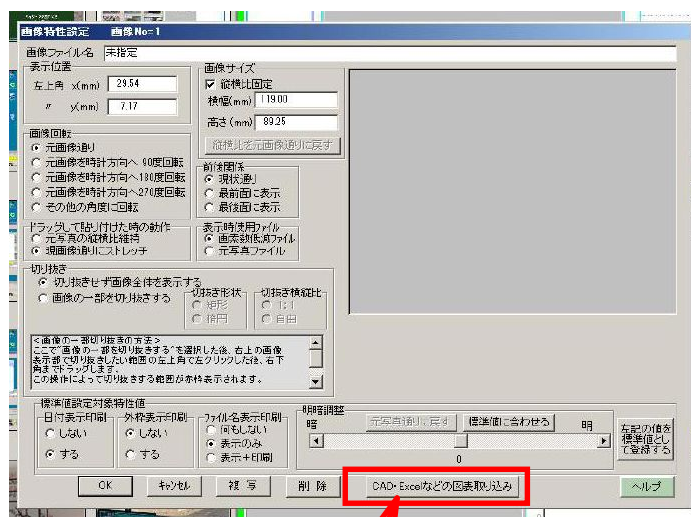 画像特性設定 画像No=1
画像ファイル名 未指定
表示位置
左上角 x(mm) 29.54
〃 y(mm) 7.17
画像サイズ
縦横比固定
横幅(mm) 119.00
高さ(mm) 89.25
縦横比を元画像通りに戻す
画像回転
元画像通り
元画像を時計方向へ 90度回転
元画像を時計方向へ180度回転
元画像を時計方向へ270度回転
その他の角度に回転
前後関係
現状通り
最前面に表示
最後面に表示
ドラッグして貼り付けた時の動作
元写真の縦横比維持
現画像通りにストレッチ
表示時使用ファイル
画素数低減ファイル
元写真ファイル
切り抜き
切り抜きせず画像全体を表示する
画像の一部を切り抜きする
切抜き形状
矩形
楕円
切抜き横縦比
1:1
自由
<画像の一部切り抜きの方法>
ここで"画像の一部を切り抜きする"を選択した後、右上の画像
表示部で切り抜きしたい範囲の左上角で左クリックした後、右下
角までドラッグします。
この操作によって切り抜きする範囲が赤枠表示されます。
標準値設定対象特性値
日付表示印刷
しない
する
外枠表示印刷
しない
する
ファイル名表示印刷
何もしない
表示のみ
表示+印刷
明暗調整
暗
元写真通りに戻す
標準値に合わせる
明
0
左記の値を
標準値とし
て登録する
OK
キャンセル
複 写
削 除
CAD・Excelなどの図表取り込み
ヘルプ